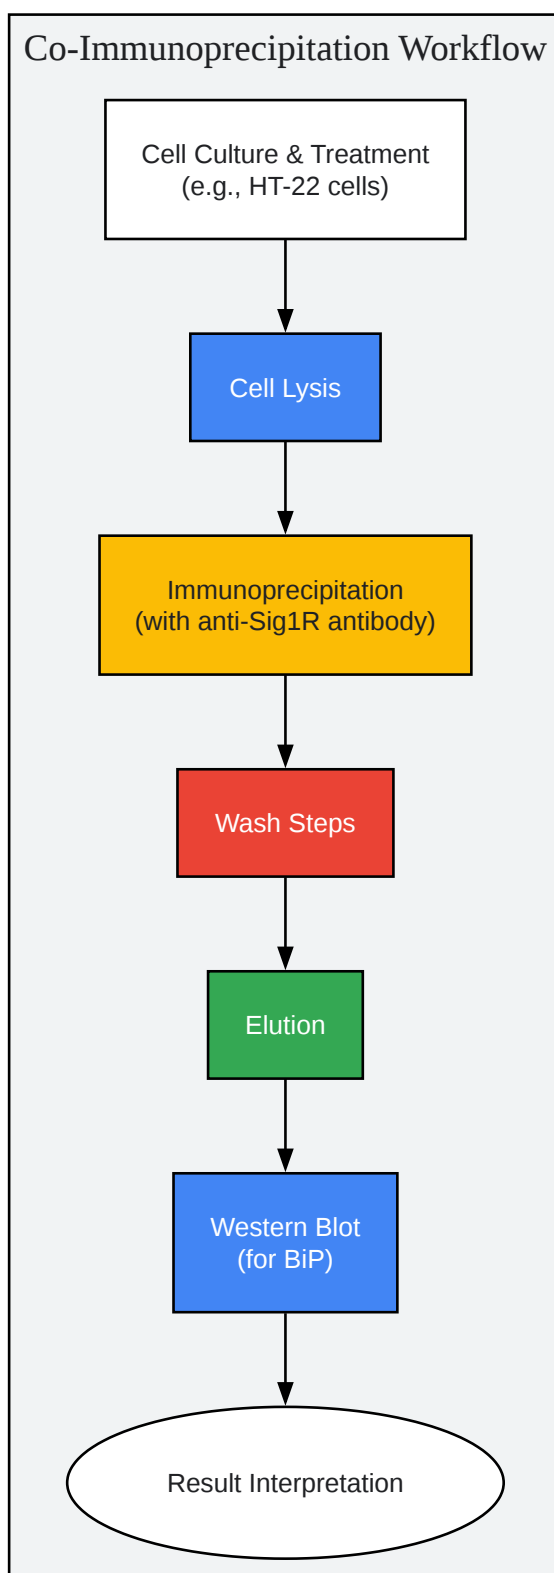 Co-Immunoprecipitation Workflow
Cell Culture & Treatment
(e.g., HT-22 cells)
Cell Lysis
Immunoprecipitation
(with anti-Sig1R antibody)
Wash Steps
Elution
Western Blot
(for BiP)
Result Interpretation